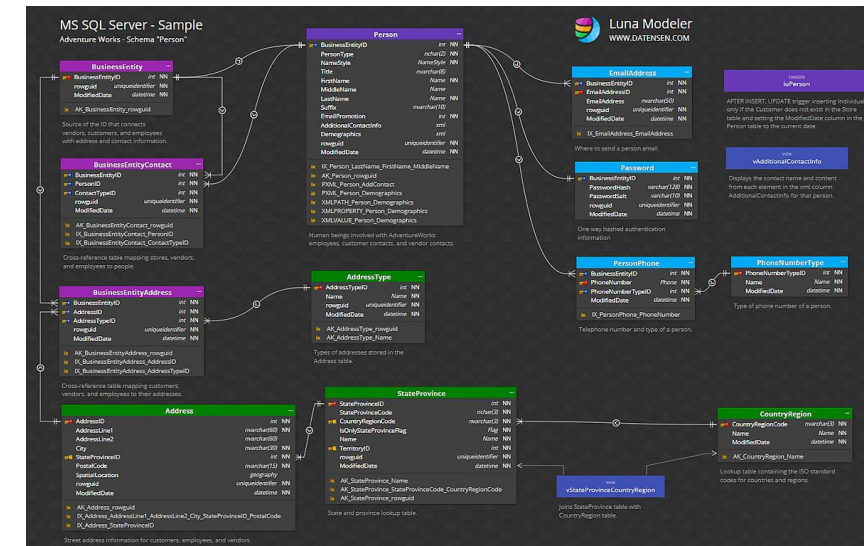 MS SQL Server - Sample
Adventure Works - Schema "Person"
Luna Modeler
WWW.DATENSEN.COM
BusinessEntity
BusinessEntityID int NN
rowguid uniqueidentifier NN
ModifiedDate datetime NN
AK_BusinessEntity_rowguid
Source of the ID that connects
vendors, customers, and employees
with address and contact information.
BusinessEntityContact
BusinessEntityID int NN
PersonID int NN
ContactTypeID int NN
rowguid uniqueidentifier NN
ModifiedDate datetime NN
AK_BusinessEntityContact_rowguid
IX_BusinessEntityContact_PersonID
IX_BusinessEntityContact_ContactTypeID
Cross-reference table mapping stores, vendors,
and employees to people
BusinessEntityAddress
BusinessEntityID int NN
AddressID int NN
AddressTypeID int NN
rowguid uniqueidentifier NN
ModifiedDate datetime NN
AK_BusinessEntityAddress_rowguid
IX_BusinessEntityAddress_AddressID
IX_BusinessEntityAddress_AddressTypeID
Cross-reference table mapping customers,
vendors, and employees to their addresses.
Address
AddressID int NN
AddressLine1 nvarchar(60) NN
AddressLine2 nvarchar(60)
City nvarchar(30) NN
StateProvinceID int NN
PostalCode nvarchar(15) NN
SpatialLocation geography
rowguid uniqueidentifier NN
ModifiedDate datetime NN
AK_Address_rowguid
IX_Address_AddressLine1_AddressLine2_City_StateProvinceID_PostalCode
IX_Address_StateProvinceID
Street address information for customers, employees, and vendors.
Person
BusinessEntityID int NN
PersonType nchar(2) NN
NameStyle NameStyle NN
Title nvarchar(8)
FirstName Name NN
MiddleName Name
LastName Name NN
Suffix nvarchar(10)
EmailPromotion int NN
AdditionalContactInfo xml
Demographics xml
rowguid uniqueidentifier NN
ModifiedDate datetime NN
IX_Person_LastName_FirstName_MiddleName
AK_Person_rowguid
PXML_Person_AddContact
PXML_Person_Demographics
XMLPATH_Person_Demographics
XMLPROPERTY_Person_Demographics
XMLVALUE_Person_Demographics
Human beings involved with AdventureWorks:
employees, customer contacts, and vendor contacts.
AddressType
AddressTypeID int NN
Name Name NN
rowguid uniqueidentifier NN
ModifiedDate datetime NN
AK_AddressType_rowguid
AK_AddressType_Name
Types of addresses stored in the
Address table.
StateProvince
StateProvinceID int NN
StateProvinceCode nchar(3) NN
CountryRegionCode nvarchar(3) NN
IsOnlyStateProvinceFlag Flag NN
Name Name NN
TerritoryID int NN
rowguid uniqueidentifier NN
ModifiedDate datetime NN
AK_StateProvince_Name
AK_StateProvince_StateProvinceCode_CountryRegionCode
AK_StateProvince_rowguid
State and province lookup table.
EmailAddress
BusinessEntityID int NN
EmailAddressID int NN
EmailAddress nvarchar(50)
rowguid uniqueidentifier NN
ModifiedDate datetime NN
IX_EmailAddress_EmailAddress
Where to send a person email.
Password
BusinessEntityID int NN
PasswordHash varchar(128) NN
PasswordSalt varchar(10) NN
rowguid uniqueidentifier NN
ModifiedDate datetime NN
One way hashed authentication
information
PersonPhone
BusinessEntityID int NN
PhoneNumber Phone NN
PhoneNumberTypeID int NN
ModifiedDate datetime NN
IX_PersonPhone_PhoneNumber
Telephone number and type of a person.
PhoneNumberType
PhoneNumberTypeID int NN
Name Name NN
ModifiedDate datetime NN
Type of phone number of a person.
iuPerson
AFTER INSERT, UPDATE trigger inserting Individual
only if the Customer does not exist in the Store
table and setting the ModifiedDate column in the
Person table to the current date.
view
vAdditionalContactInfo
Displays the contact name and content
from each element in the xml column
AdditionalContactInfo for that person.
view
vStateProvinceCountryRegion
Joins StateProvince table with
CountryRegion table.
CountryRegion
CountryRegionCode nvarchar(3) NN
Name Name NN
ModifiedDate datetime NN
AK_CountryRegion_Name
Lookup table containing the ISO standard
codes for countries and regions.